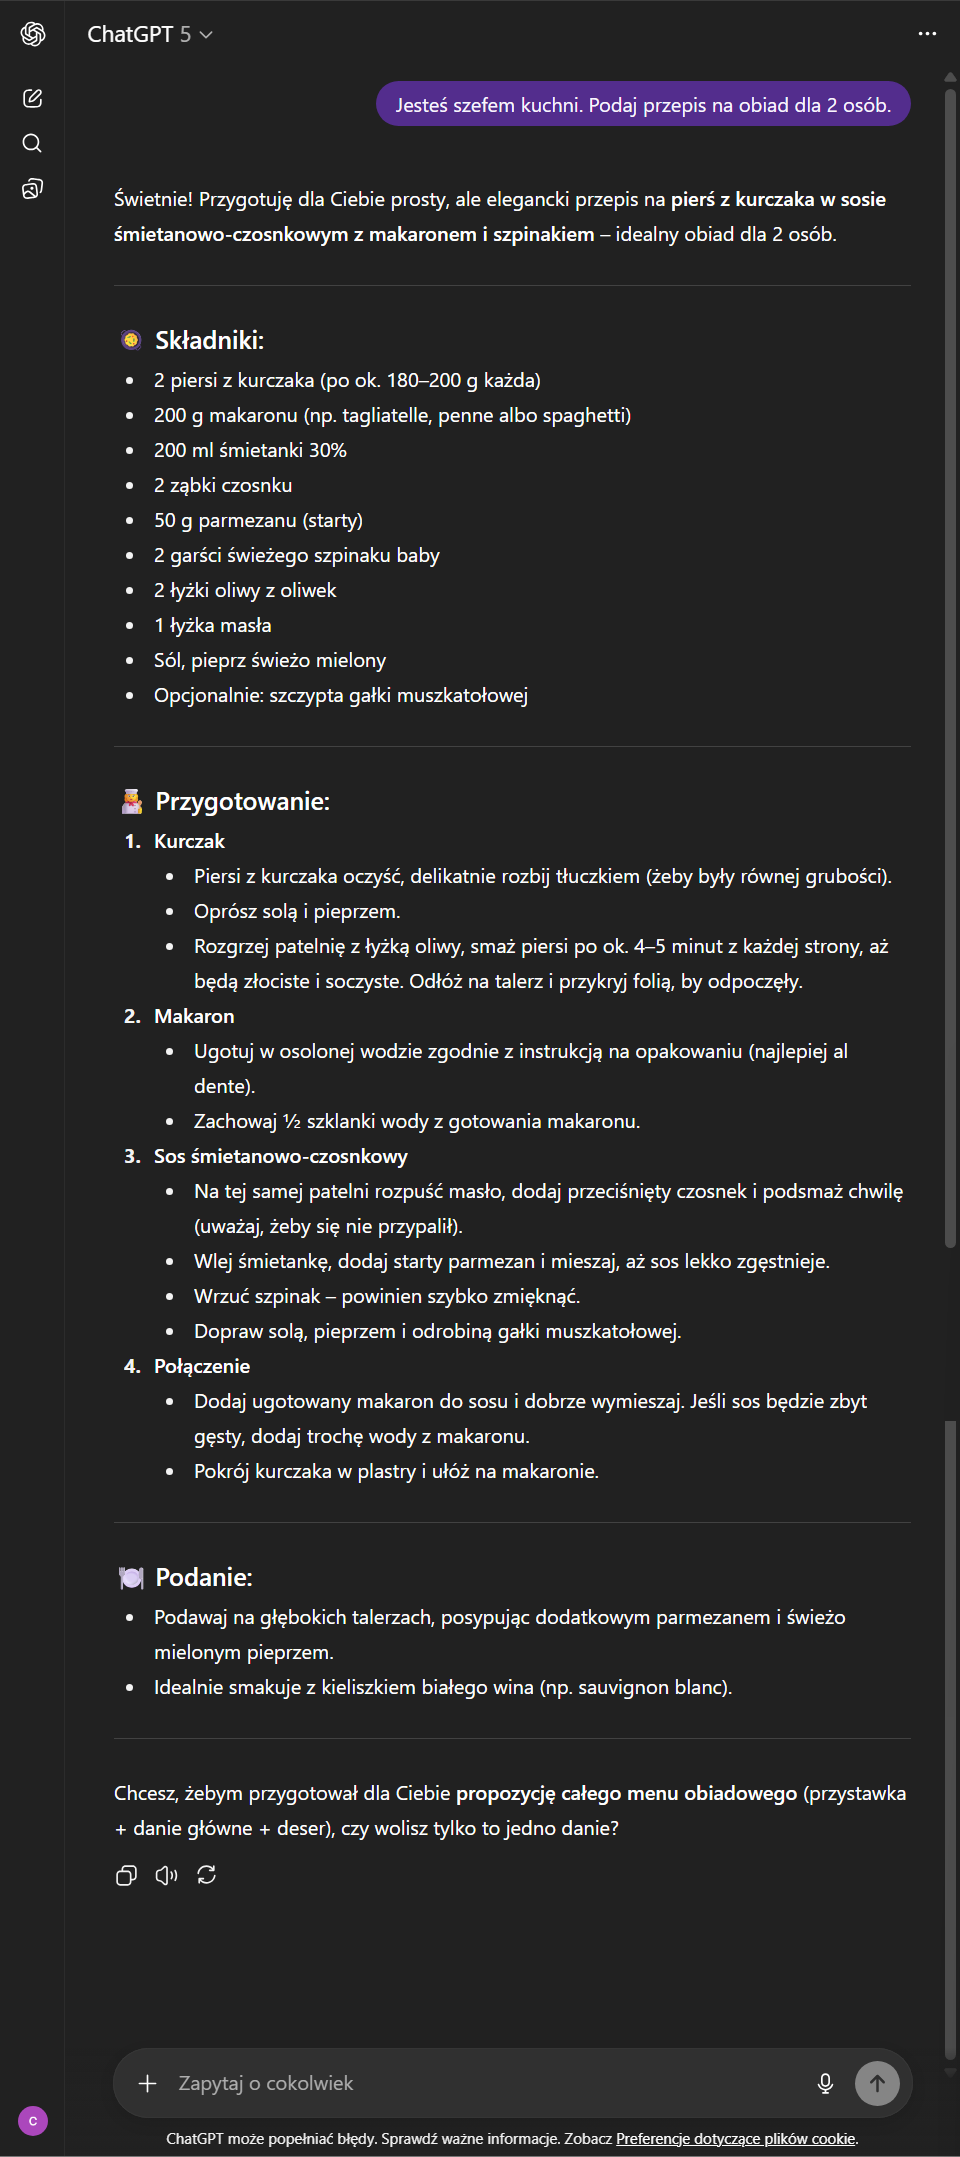 ChatGPT 5
Jesteś szefem kuchni. Podaj przepis na obiad dla 2 osób.
Świetnie! Przygotuję dla Ciebie prosty, ale elegancki przepis na pierś z kurczaka w sosie
śmietanowo-czosnkowym z makaronem i szpinakiem – idealny obiad dla 2 osób.
Składniki:
• 2 piersi z kurczaka (po ok. 180–200 g każda)
• 200 g makaronu (np. tagliatelle, penne albo spaghetti)
• 200 ml śmietanki 30%
• 2 ząbki czosnku
• 50 g parmezanu (starty)
• 2 garści świeżego szpinaku baby
• 2 łyżki oliwy z oliwek
• 1 łyżka masła
• Sól, pieprz świeżo mielony
• Opcjonalnie: szczypta gałki muszkatołowej
Przygotowanie:
1. Kurczak
• Piersi z kurczaka oczyść, delikatnie rozbij tłuczkiem (żeby były równej grubości).
• Oprósz solą i pieprzem.
• Rozgrzej patelnię z łyżką oliwy, smaż piersi po ok. 4–5 minut z każdej strony, aż
będą złociste i soczyste. Odłóż na talerz i przykryj folią, by odpoczęły.
2. Makaron
• Ugotuj w osolonej wodzie zgodnie z instrukcją na opakowaniu (najlepiej al
dente).
• Zachowaj ½ szklanki wody z gotowania makaronu.
3. Sos śmietanowo-czosnkowy
• Na tej samej patelni rozpuść masło, dodaj przeciśnięty czosnek i podsmaż chwilę
(uważaj, żeby się nie przypalił).
• Wlej śmietankę, dodaj starty parmezan i mieszaj, aż sos lekko zgęstnieje.
• Wrzuć szpinak – powinien szybko zmięknąć.
• Dopraw solą, pieprzem i odrobiną gałki muszkatołowej.
4. Połączenie
• Dodaj ugotowany makaron do sosu i dobrze wymieszaj. Jeśli sos będzie zbyt
gęsty, dodaj trochę wody z makaronu.
• Pokrój kurczaka w plastry i ułóż na makaronie.
Podanie:
• Podawaj na głębokich talerzach, posypując dodatkowym parmezanem i świeżo
mielonym pieprzem.
• Idealnie smakuje z kieliszkiem białego wina (np. sauvignon blanc).
Chcesz, żebym przygotował dla Ciebie propozycję całego menu obiadowego (przystawka
+ danie główne + deser), czy wolisz tylko to jedno danie?
Zapytaj o cokolwiek
C
ChatGPT może popełniać błędy. Sprawdź ważne informacje. Zobacz Preferencje dotyczące plików cookie.